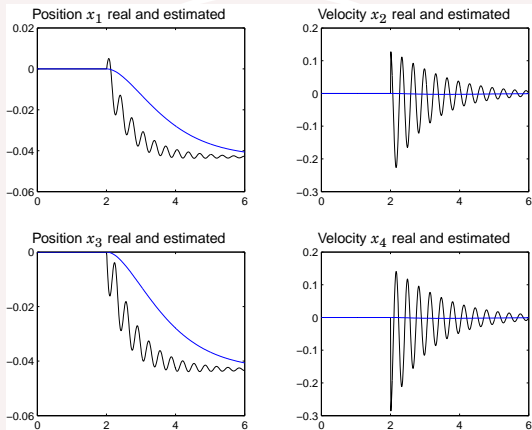 Position x₁ real and estimated
0.02
0
−0.02
−0.04
−0.06
0 2 4 6
Velocity x₂ real and estimated
0.2
0.1
0
−0.1
−0.2
−0.3
0 2 4 6
Position x₃ real and estimated
0
−0.02
−0.04
−0.06
0 2 4 6
Velocity x₄ real and estimated
0.2
0.1
0
−0.1
−0.2
−0.3
0 2 4 6